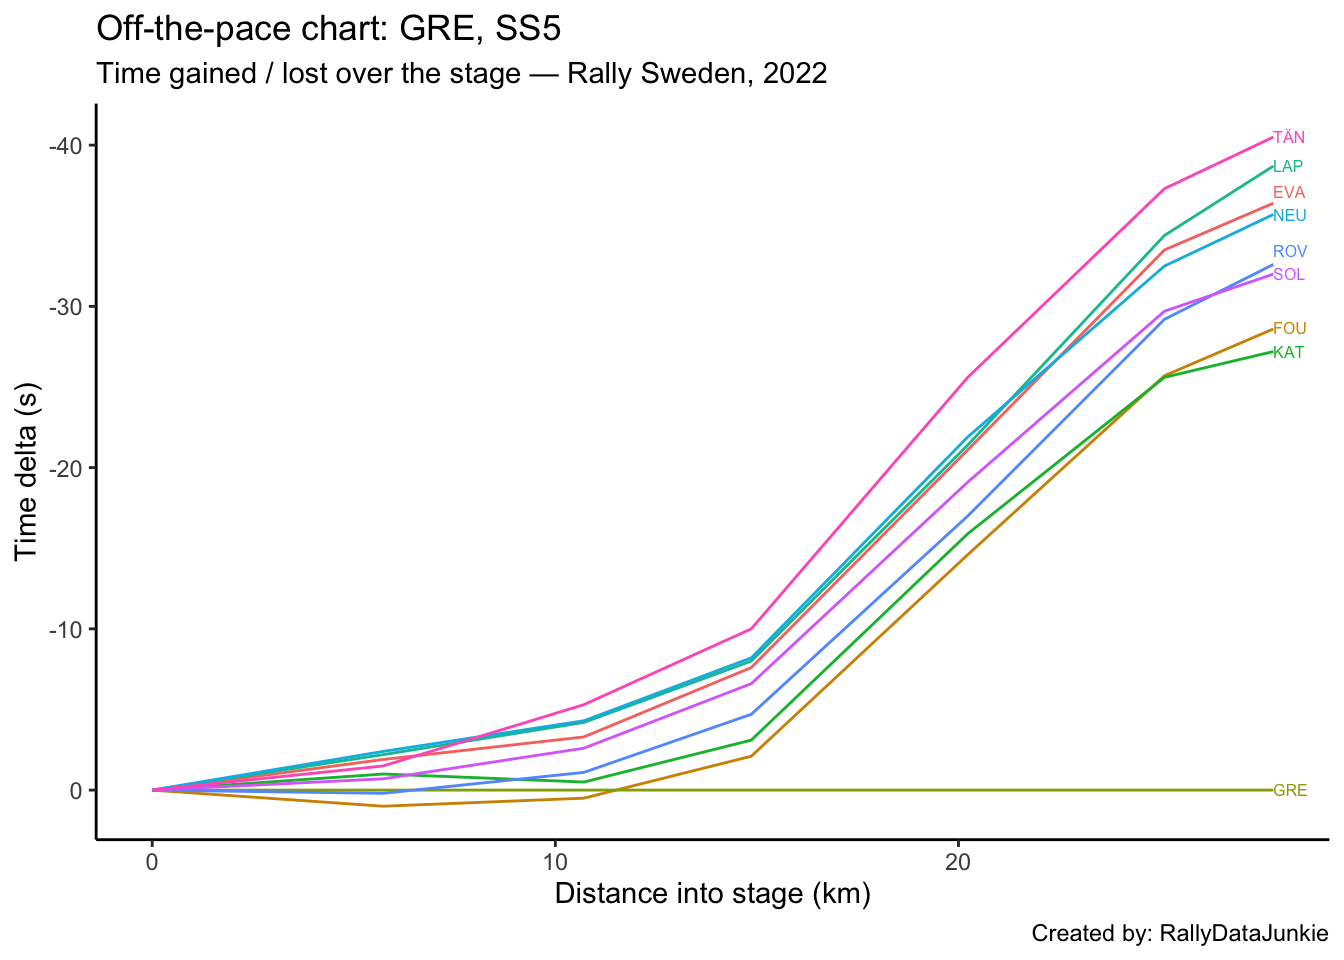 Off-the-pace chart: GRE, SS5
Time gained / lost over the stage — Rally Sweden, 2022
Time delta (s)
-40
-30
-20
-10
0
TÄN
LAP
EVA
NEU
ROV
SOL
FOU
KAT
GRE
0 10 20
Distance into stage (km)
Created by: RallyDataJunkie